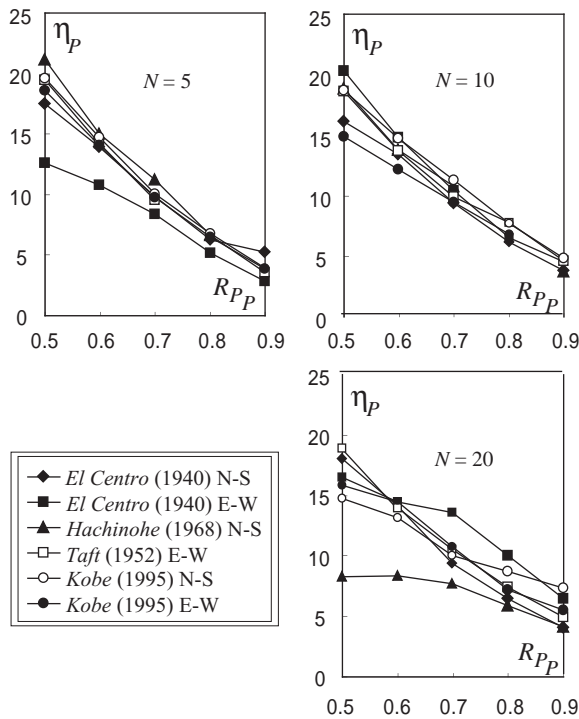 η_P
25
20
15
10
5
0
N = 5
R_{P_P}
0.5 0.6 0.7 0.8 0.9
η_P
25
20
15
10
5
0
N = 10
R_{P_P}
0.5 0.6 0.7 0.8 0.9
El Centro (1940) N-S
El Centro (1940) E-W
Hachinohe (1968) N-S
Taft (1952) E-W
Kobe (1995) N-S
Kobe (1995) E-W
η_P
25
20
15
10
5
0
N = 20
R_{P_P}
0.5 0.6 0.7 0.8 0.9